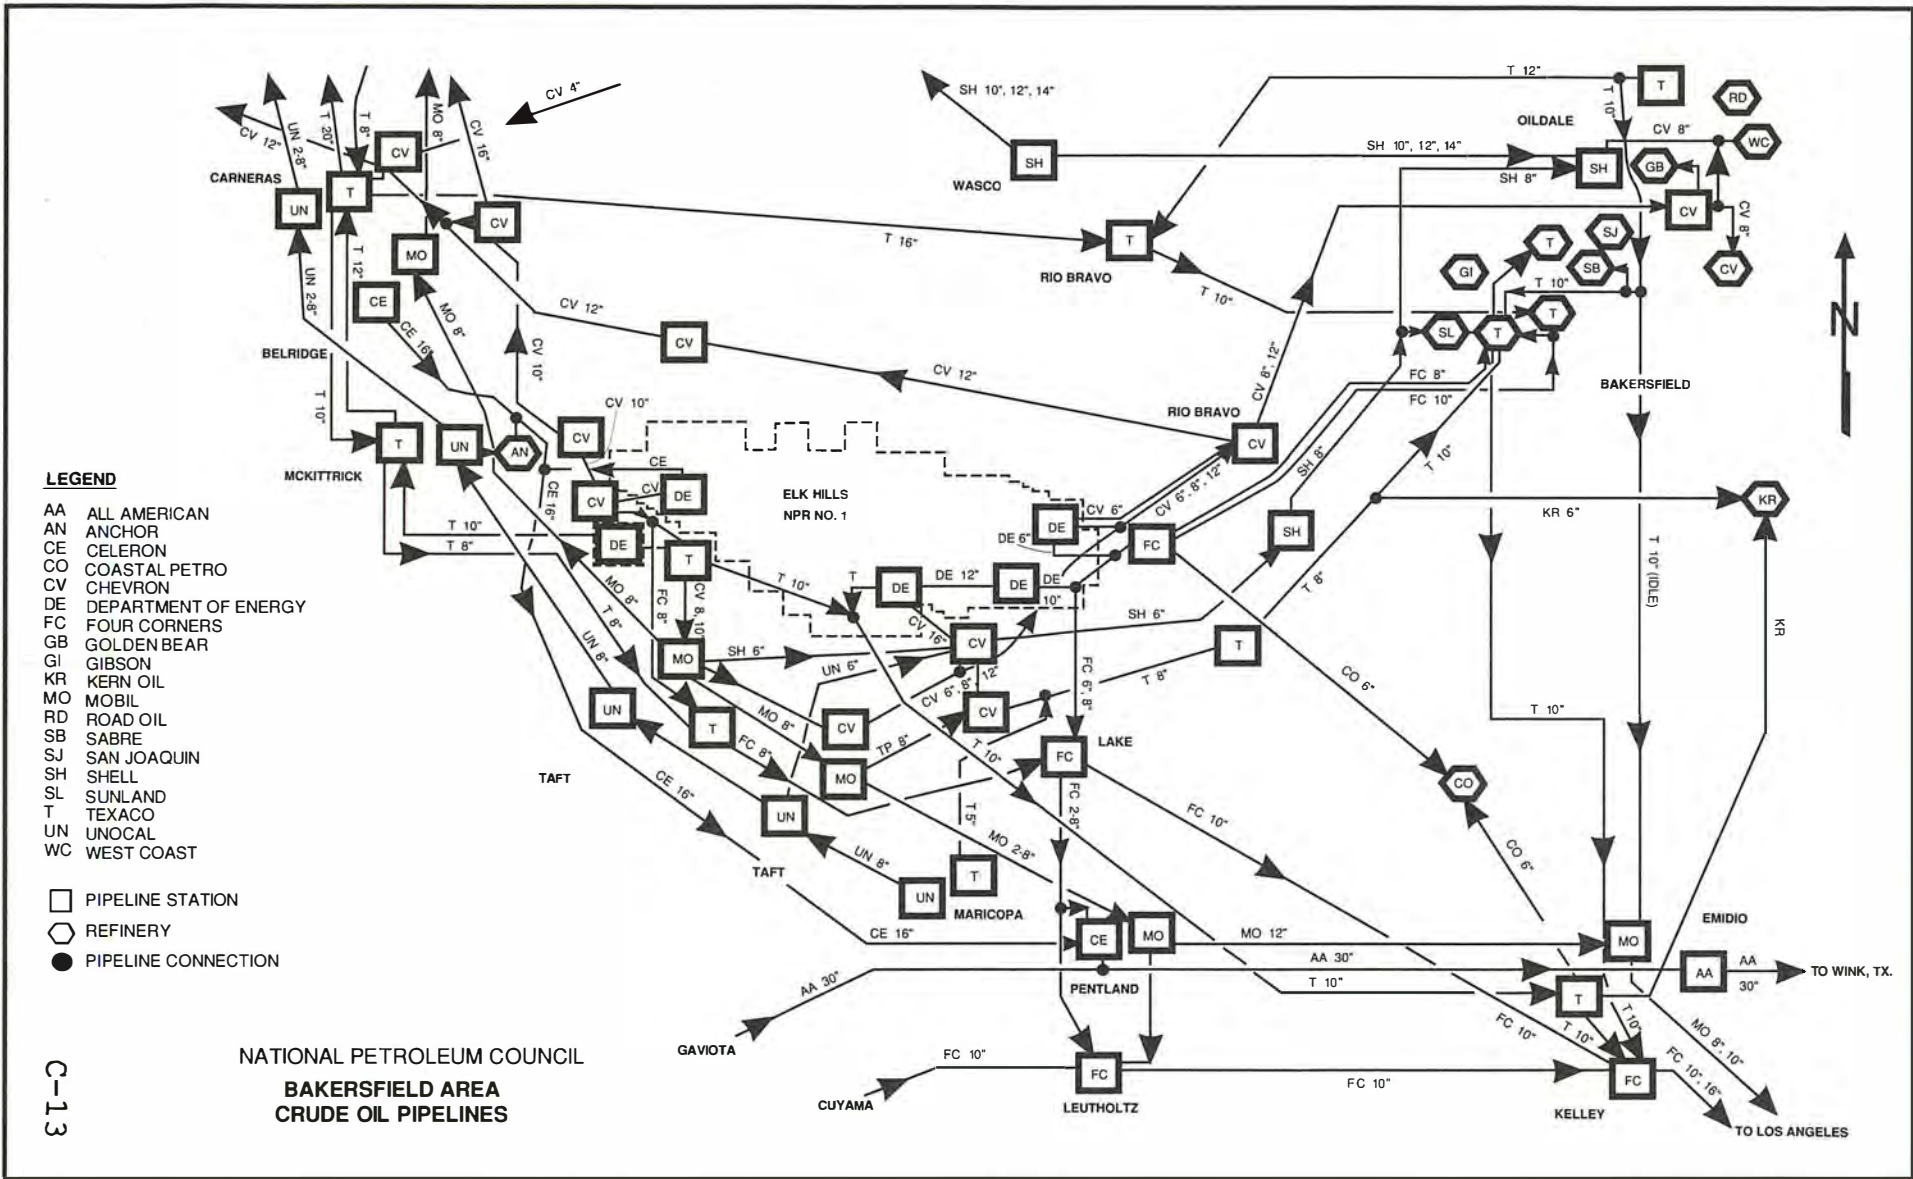 CV 4"
T 12"
SH 10", 12", 14"
T
RD
CV 12"
UN 2-8"
T 20"
T 8"
MO 8"
CV 16"
T 10"
OILDALE
CV 8"
WC
CV
SH
SH 10", 12", 14"
SH
GB
CARNERAS
T
WASCO
SH 8"
UN
CV
CV
CV 8"
T 16"
T
SJ
MO
T
SB
CV
GI
RIO BRAVO
T 12"
UN 2-8"
CE
MO 8"
CE 16"
T 10"
T 10"
CV 12"
T
SL
T
CV
BELRIDGE
CV 10"
CV 12"
CV 8", 12"
FC 8"
BAKERSFIELD
FC 10"
T 10"
CV 10"
RIO BRAVO
T
UN
AN
CV
CV
SH 8"
T 10"
MCKITTRICK
CE
CE 16"
CV
CV
DE
ELK HILLS
NPR NO. 1
CV 6", 8", 12"
CV 6"
KR 6"
KR
LEGEND
AA ALL AMERICAN
AN ANCHOR
CE CELERON
CO COASTAL PETRO
CV CHEVRON
DE DEPARTMENT OF ENERGY
FC FOUR CORNERS
GB GOLDEN BEAR
GI GIBSON
KR KERN OIL
MO MOBIL
RD ROAD OIL
SB SABRE
SJ SAN JOAQUIN
SH SHELL
SL SUNLAND
T TEXACO
UN UNOCAL
WC WEST COAST
PIPELINE STATION
REFINERY
PIPELINE CONNECTION
T 10"
T 8"
DE
T
DE
DE 6"
FC
SH
T 10" (IDLE)
T 10"
T
DE
DE 12"
DE
DE
10"
T 8"
MO 8"
FC 8"
CV 8, 10"
T 8"
UN 8"
CV 16"
SH 6"
CV
T
KR
MO
SH 6"
UN 6"
CV 6", 8", 12"
FC 6", 8"
T 8"
CO 6"
UN
T
MO 8"
CV
CV
T 10"
FC 8"
TP 8"
T 10"
FC
LAKE
TAFT
CE 16"
MO
CO
UN
T 5"
FC 2-8"
FC 10"
MO 2-8"
UN 8"
CO 6"
TAFT
UN
T
MARICOPA
EMIDIO
CE 16"
CE
MO
MO 12"
MO
AA 30"
AA
AA
30"
TO WINK, TX.
AA 30"
PENTLAND
T 10"
T
GAVIOTA
FC 10"
T 10"
T 10"
MO 8", 10"
FC 10"
FC
FC 10"
FC
FC 10", 16"
CUYAMA
LEUTHOLTZ
KELLEY
TO LOS ANGELES
N
NATIONAL PETROLEUM COUNCIL
BAKERSFIELD AREA
CRUDE OIL PIPELINES
C-13